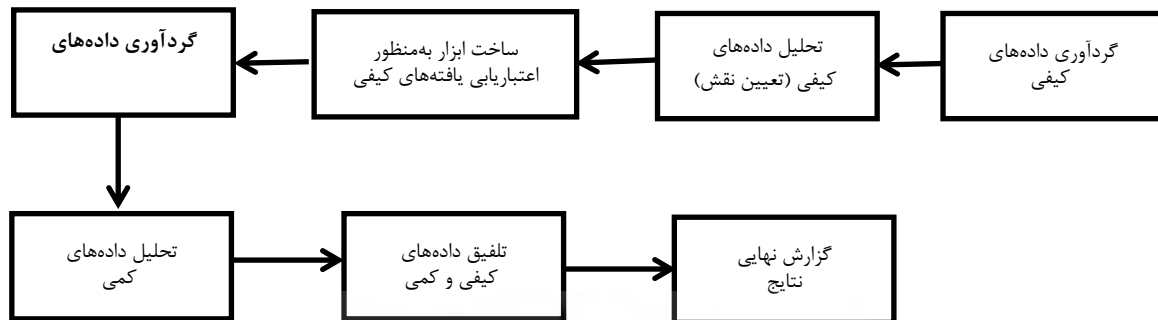 گردآوری داده‌های
کیفی
تحلیل داده‌های
کیفی (تعیین نقش)
ساخت ابزار به‌منظور
اعتباریابی یافته‌های کیفی
گردآوری داده‌های
تحلیل داده‌های
کمی
تلفیق داده‌های
کیفی و کمی
گزارش نهایی
نتایج